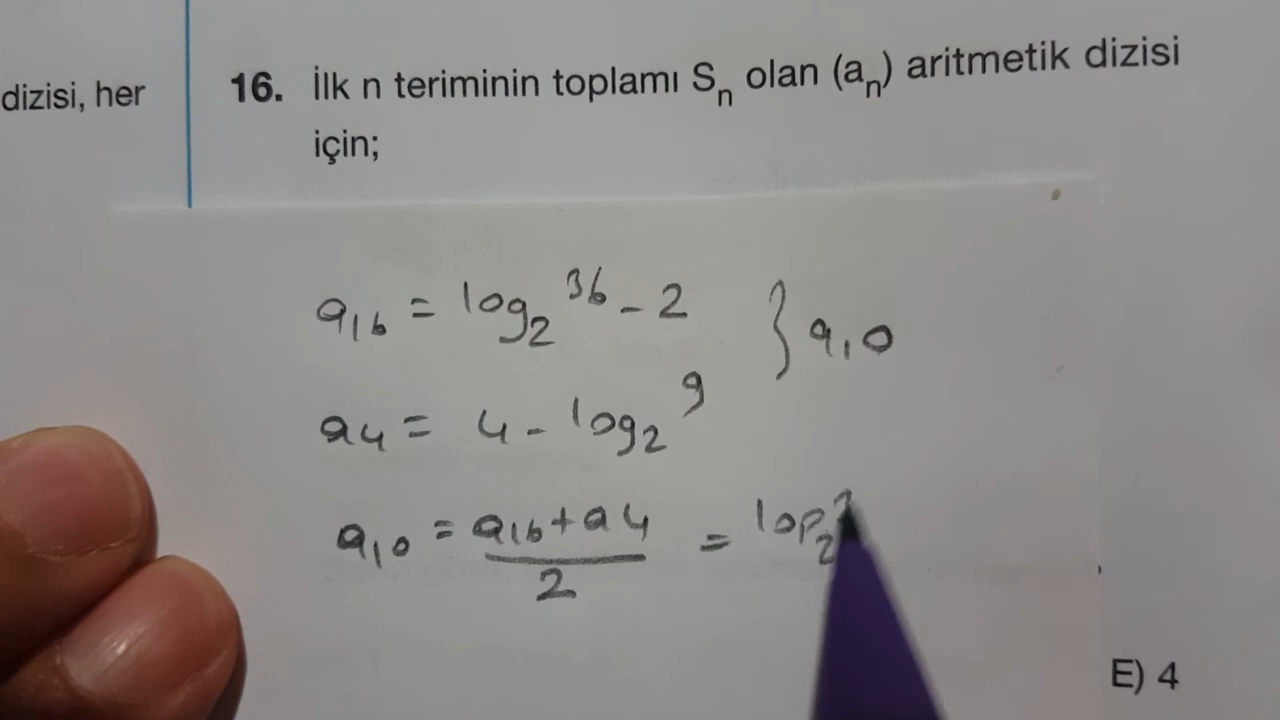 dizisi, her
16. İlk n teriminin toplamı Sn olan (an) aritmetik dizisi
için;
a16 = log2 36 - 2
a4 = 4 - log2 9
} a10
a10 = a16 + a4 / 2 = log2
E) 4